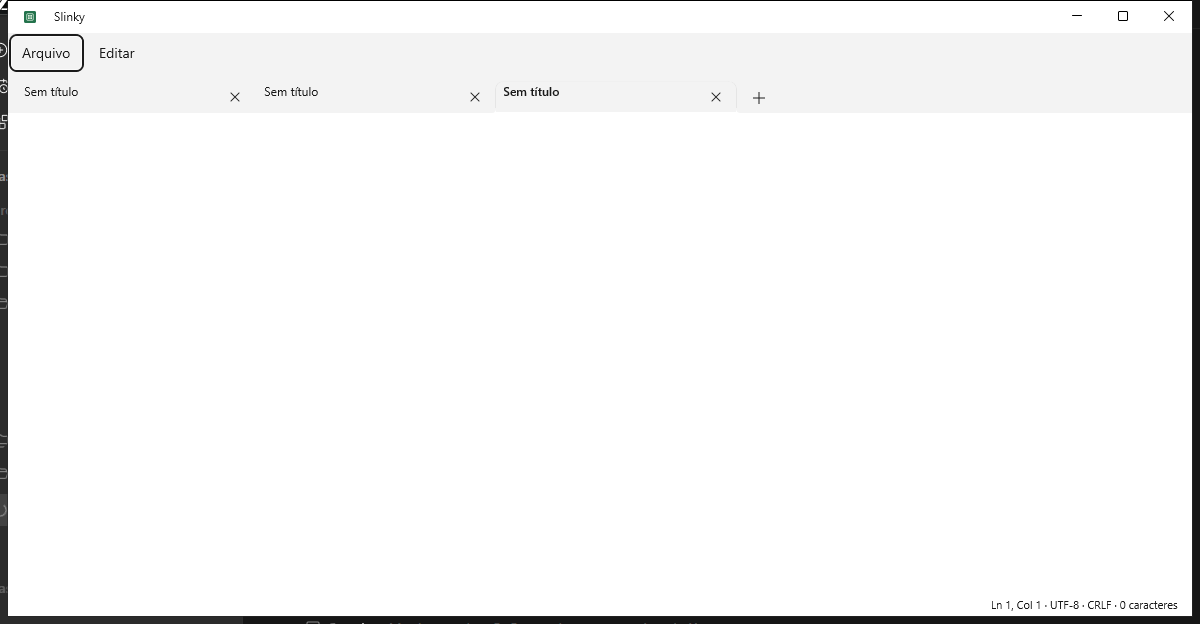 Slinky
Arquivo Editar
Sem título Sem título Sem título
Ln 1, Col 1 · UTF-8 · CRLF · 0 caracteres